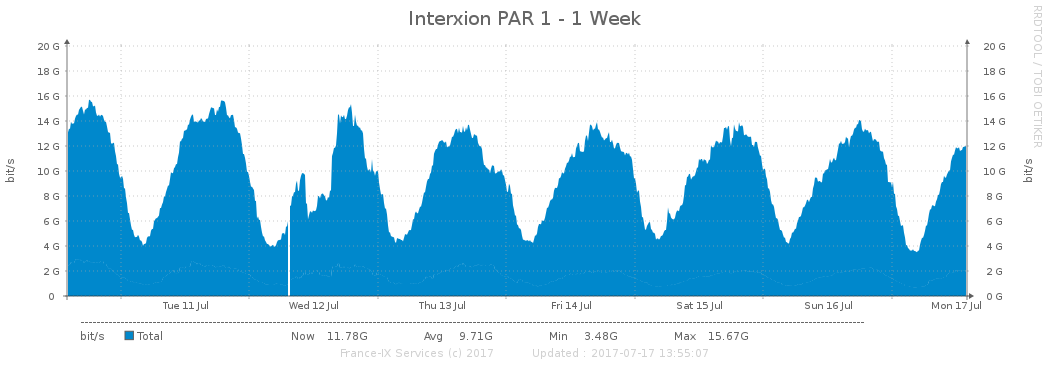 Interxion PAR 1 - 1 Week
RRDTOOL / TOBI OETIKER
20 G 20 G
18 G 18 G
16 G 16 G
14 G 14 G
12 G 12 G
10 G 10 G
8 G 8 G
6 G 6 G
4 G 4 G
2 G 2 G
0 0 G
bit/s
bit/s
Tue 11 Jul Wed 12 Jul Thu 13 Jul Fri 14 Jul Sat 15 Jul Sun 16 Jul Mon 17 Jul
bit/s Total Now 11.78G Avg 9.71G Min 3.48G Max 15.67G
France-IX Services (c) 2017 Updated : 2017-07-17 13:55:07